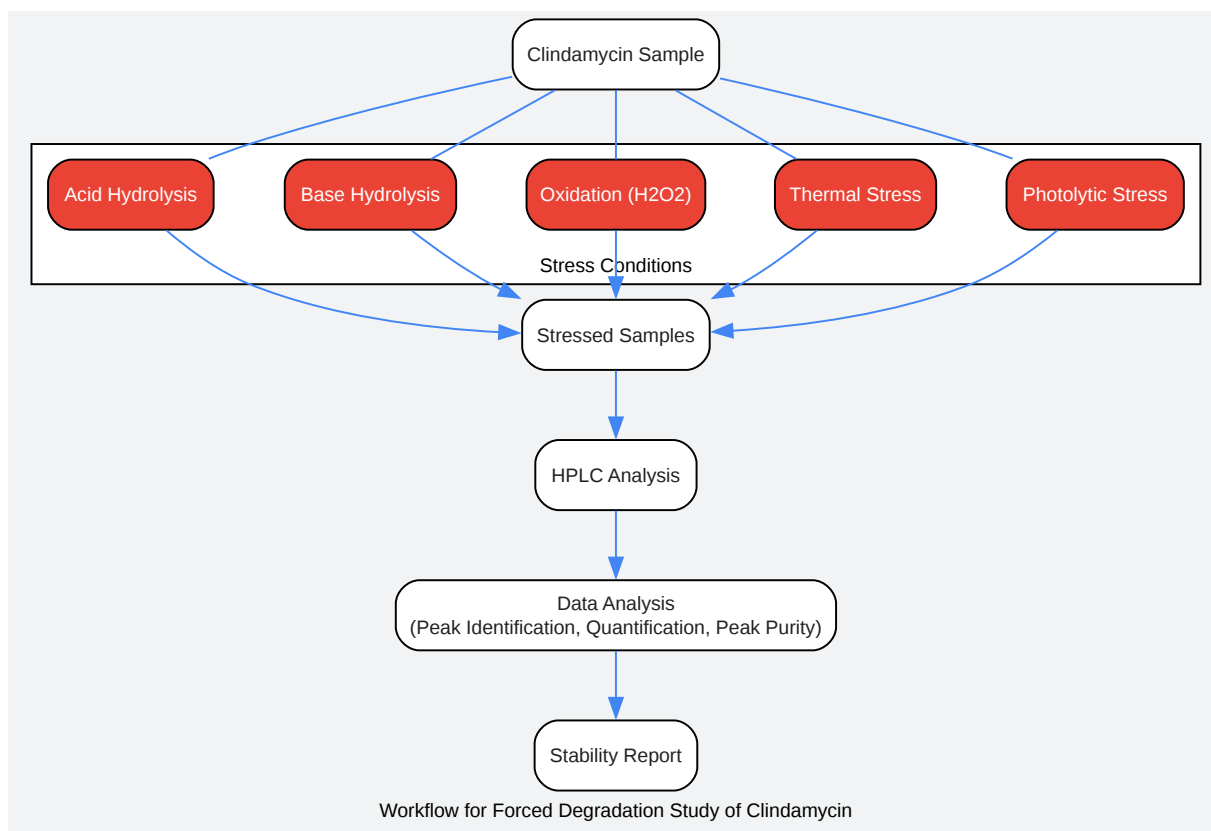 Clindamycin Sample
Acid Hydrolysis
Base Hydrolysis
Oxidation (H2O2)
Thermal Stress
Photolytic Stress
Stress Conditions
Stressed Samples
HPLC Analysis
Data Analysis
(Peak Identification, Quantification, Peak Purity)
Stability Report
Workflow for Forced Degradation Study of Clindamycin